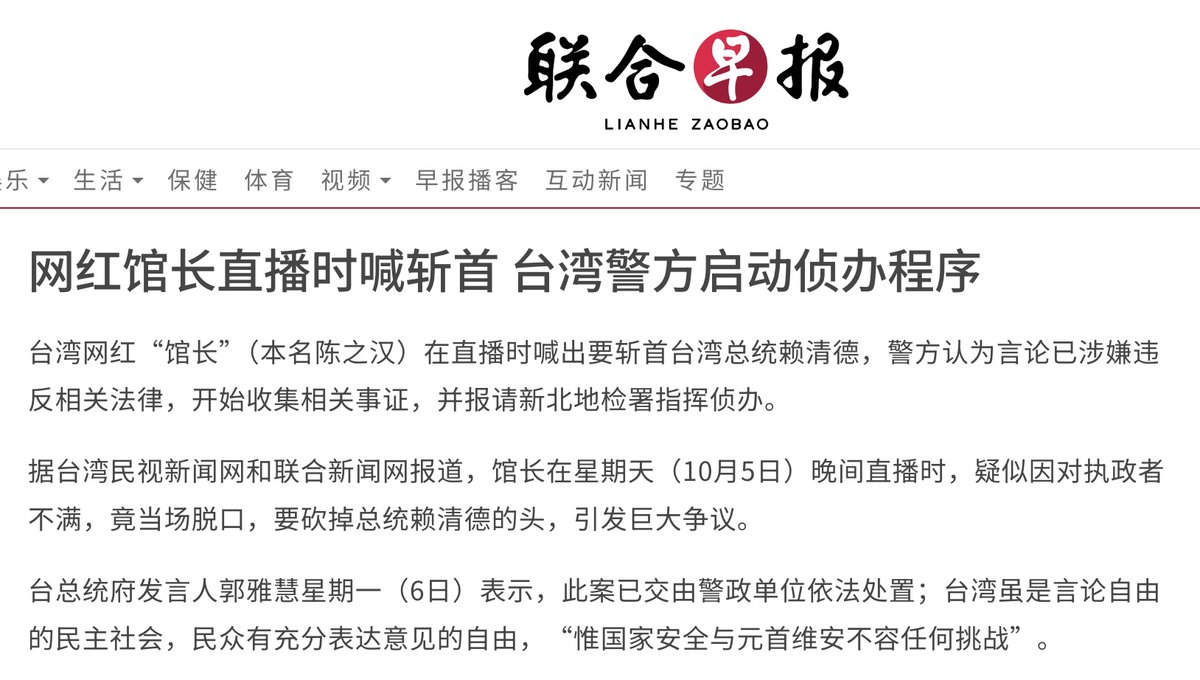 联合早报
LIANHE ZAOBAO
乐 生活 保健 体育 视频 早报播客 互动新闻 专题
网红馆长直播时喊斩首 台湾警方启动侦办程序
台湾网红“馆长”（本名陈之汉）在直播时喊出要斩首台湾总统赖清德，警方认为言论已涉嫌违
反相关法律，开始收集相关事证，并报请新北地检署指挥侦办。
据台湾民视新闻网和联合新闻网报道，馆长在星期天（10月5日）晚间直播时，疑似因对执政者
不满，竟当场脱口，要砍掉总统赖清德的头，引发巨大争议。
台总统府发言人郭雅慧星期一（6日）表示，此案已交由警政单位依法处置；台湾虽是言论自由
的民主社会，民众有充分表达意见的自由，“惟国家安全与元首维安不容任何挑战”。